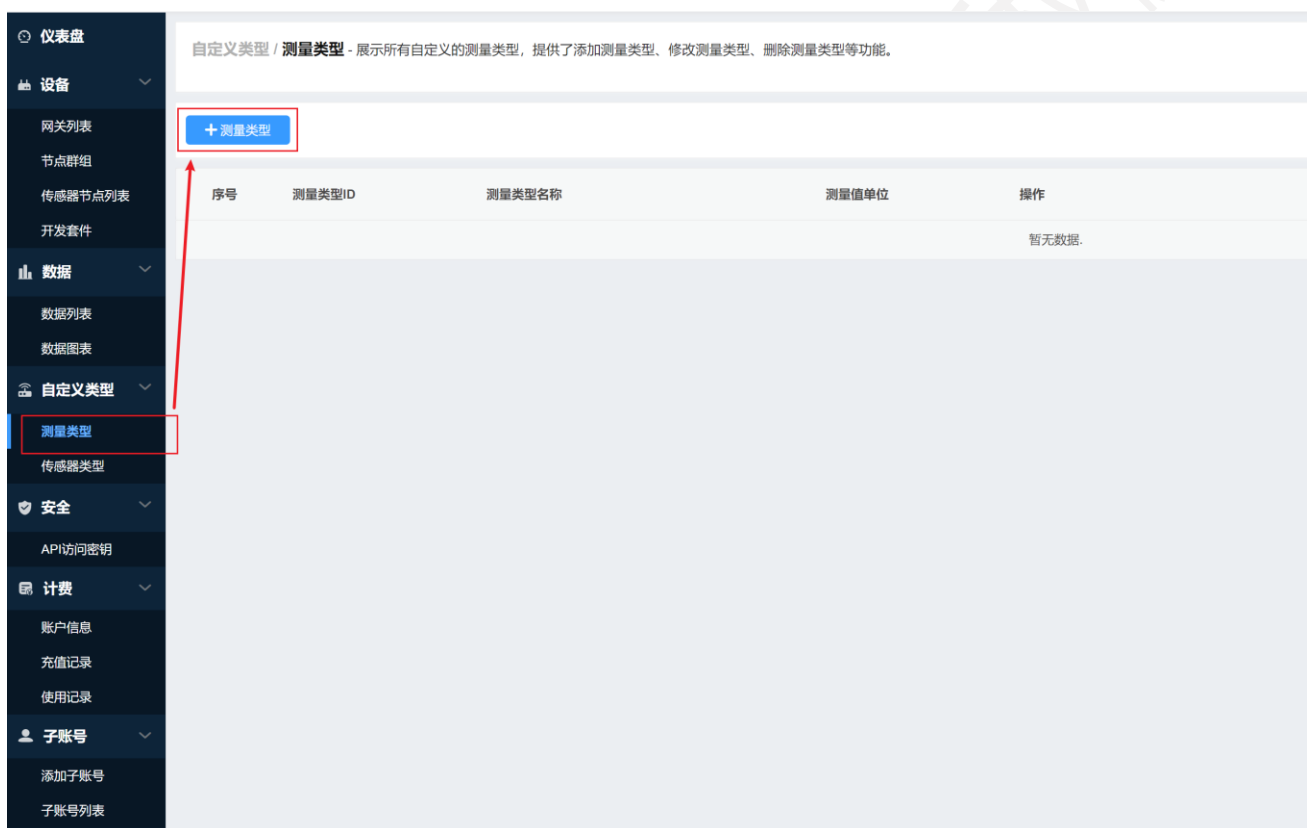 仪表盘
设备
网关列表
节点群组
传感器节点列表
开发套件
数据
数据列表
数据图表
自定义类型
测量类型
传感器类型
安全
API访问密钥
计费
账户信息
充值记录
使用记录
子账号
添加子账号
子账号列表
自定义类型 / 测量类型 - 展示所有自定义的测量类型，提供了添加测量类型、修改测量类型、删除测量类型等功能。
+ 测量类型
序号 测量类型ID 测量类型名称 测量值单位 操作
暂无数据.